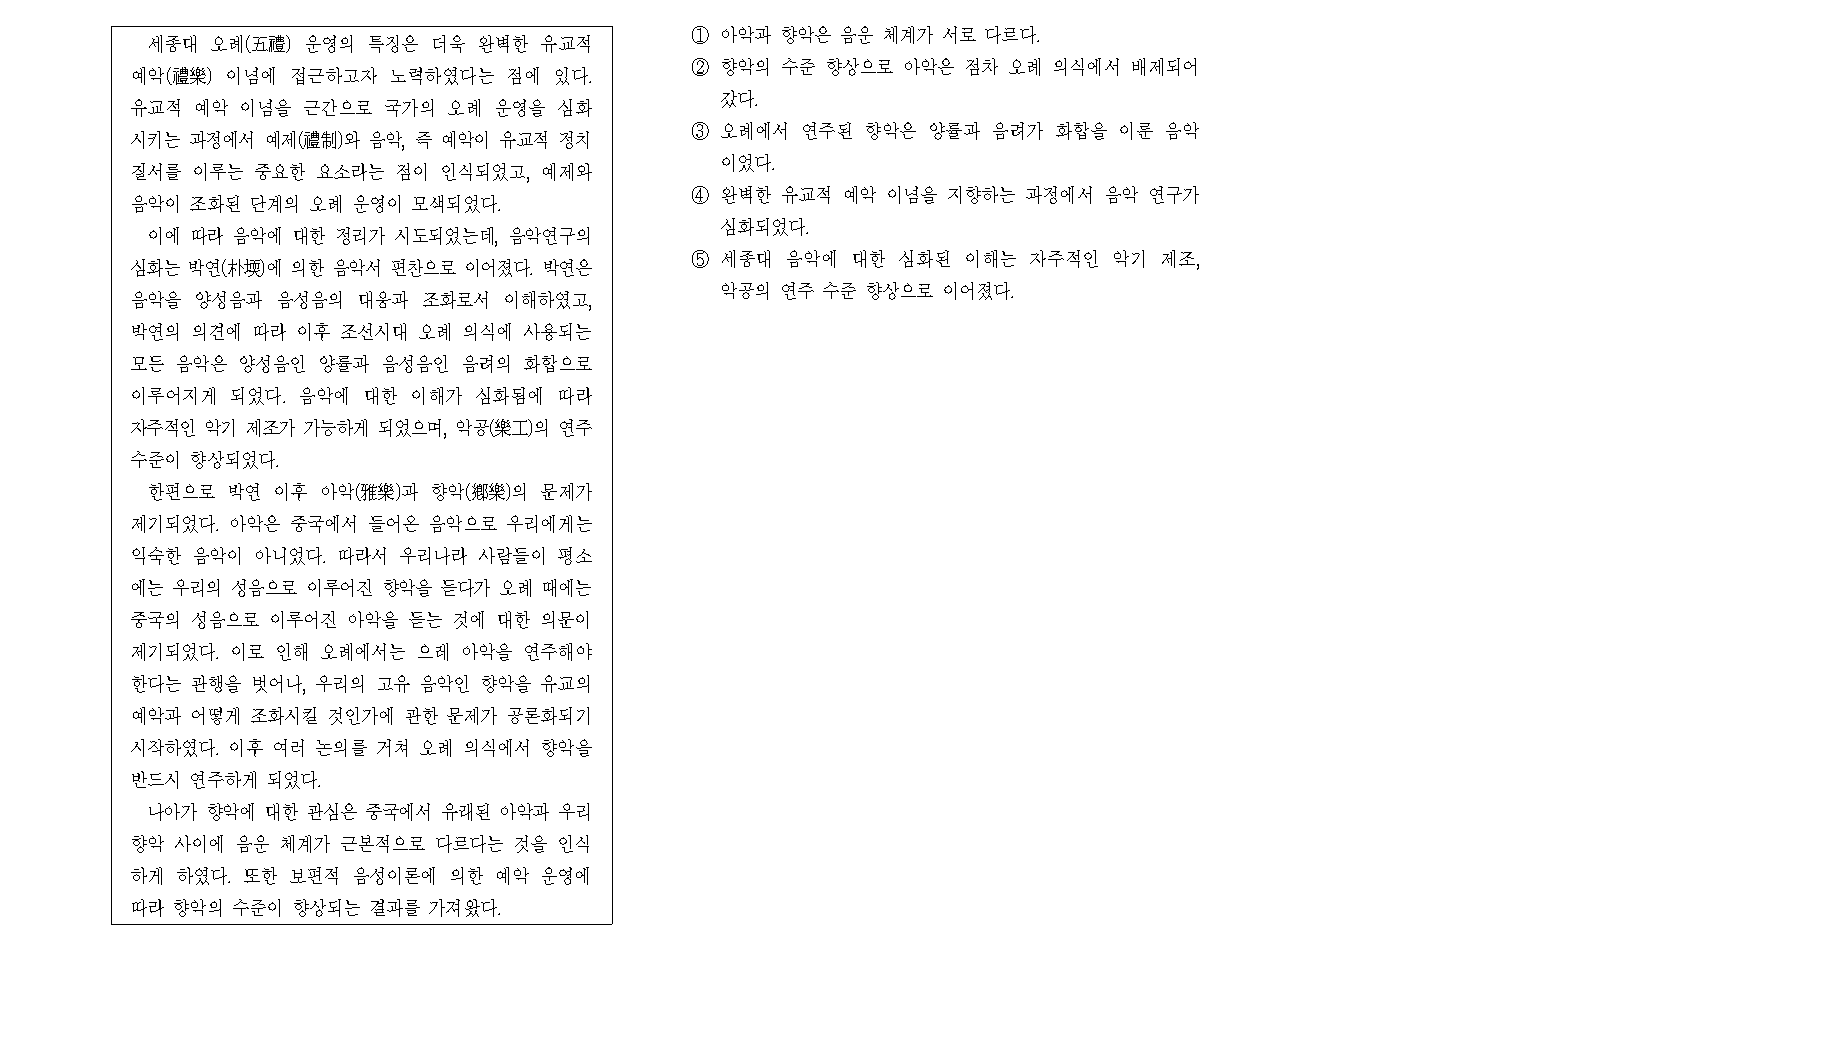 세종대 오례(五禮) 운영의 특징은 더욱 완벽한 유교적
예악(禮樂) 이념에 접근하고자 노력하였다는 점에 있다.
유교적 예악 이념을 근간으로 국가의 오례 운영을 심화
시키는 과정에서 예제(禮制)와 음악, 즉 예악이 유교적 정치
질서를 이루는 중요한 요소라는 점이 인식되었고, 예제와
음악이 조화된 단계의 오례 운영이 모색되었다.
이에 따라 음악에 대한 정리가 시도되었는데, 음악연구의
심화는 박연(朴堧)에 의한 음악서 편찬으로 이어졌다. 박연은
음악을 양성음과 음성음의 대응과 조화로서 이해하였고,
박연의 의견에 따라 이후 조선시대 오례 의식에 사용되는
모든 음악은 양성음인 양률과 음성음인 음려의 화합으로
이루어지게 되었다. 음악에 대한 이해가 심화됨에 따라
자주적인 악기 제조가 가능하게 되었으며, 악공(樂工)의 연주
수준이 향상되었다.
한편으로 박연 이후 아악(雅樂)과 향악(鄕樂)의 문제가
제기되었다. 아악은 중국에서 들어온 음악으로 우리에게는
익숙한 음악이 아니었다. 따라서 우리나라 사람들이 평소
에는 우리의 성음으로 이루어진 향악을 듣다가 오례 때에는
중국의 성음으로 이루어진 아악을 듣는 것에 대한 의문이
제기되었다. 이로 인해 오례에서는 으레 아악을 연주해야
한다는 관행을 벗어나, 우리의 고유 음악인 향악을 유교의
예악과 어떻게 조화시킬 것인가에 관한 문제가 공론화되기
시작하였다. 이후 여러 논의를 거쳐 오례 의식에서 향악을
반드시 연주하게 되었다.
나아가 향악에 대한 관심은 중국에서 유래된 아악과 우리
향악 사이에 음운 체계가 근본적으로 다르다는 것을 인식
하게 하였다. 또한 보편적 음성이론에 의한 예악 운영에
따라 향악의 수준이 향상되는 결과를 가져왔다.
① 아악과 향악은 음운 체계가 서로 다르다.
② 향악의 수준 향상으로 아악은 점차 오례 의식에서 배제되어
갔다.
③ 오례에서 연주된 향악은 양률과 음려가 화합을 이룬 음악
이었다.
④ 완벽한 유교적 예악 이념을 지향하는 과정에서 음악 연구가
심화되었다.
⑤ 세종대 음악에 대한 심화된 이해는 자주적인 악기 제조,
악공의 연주 수준 향상으로 이어졌다.